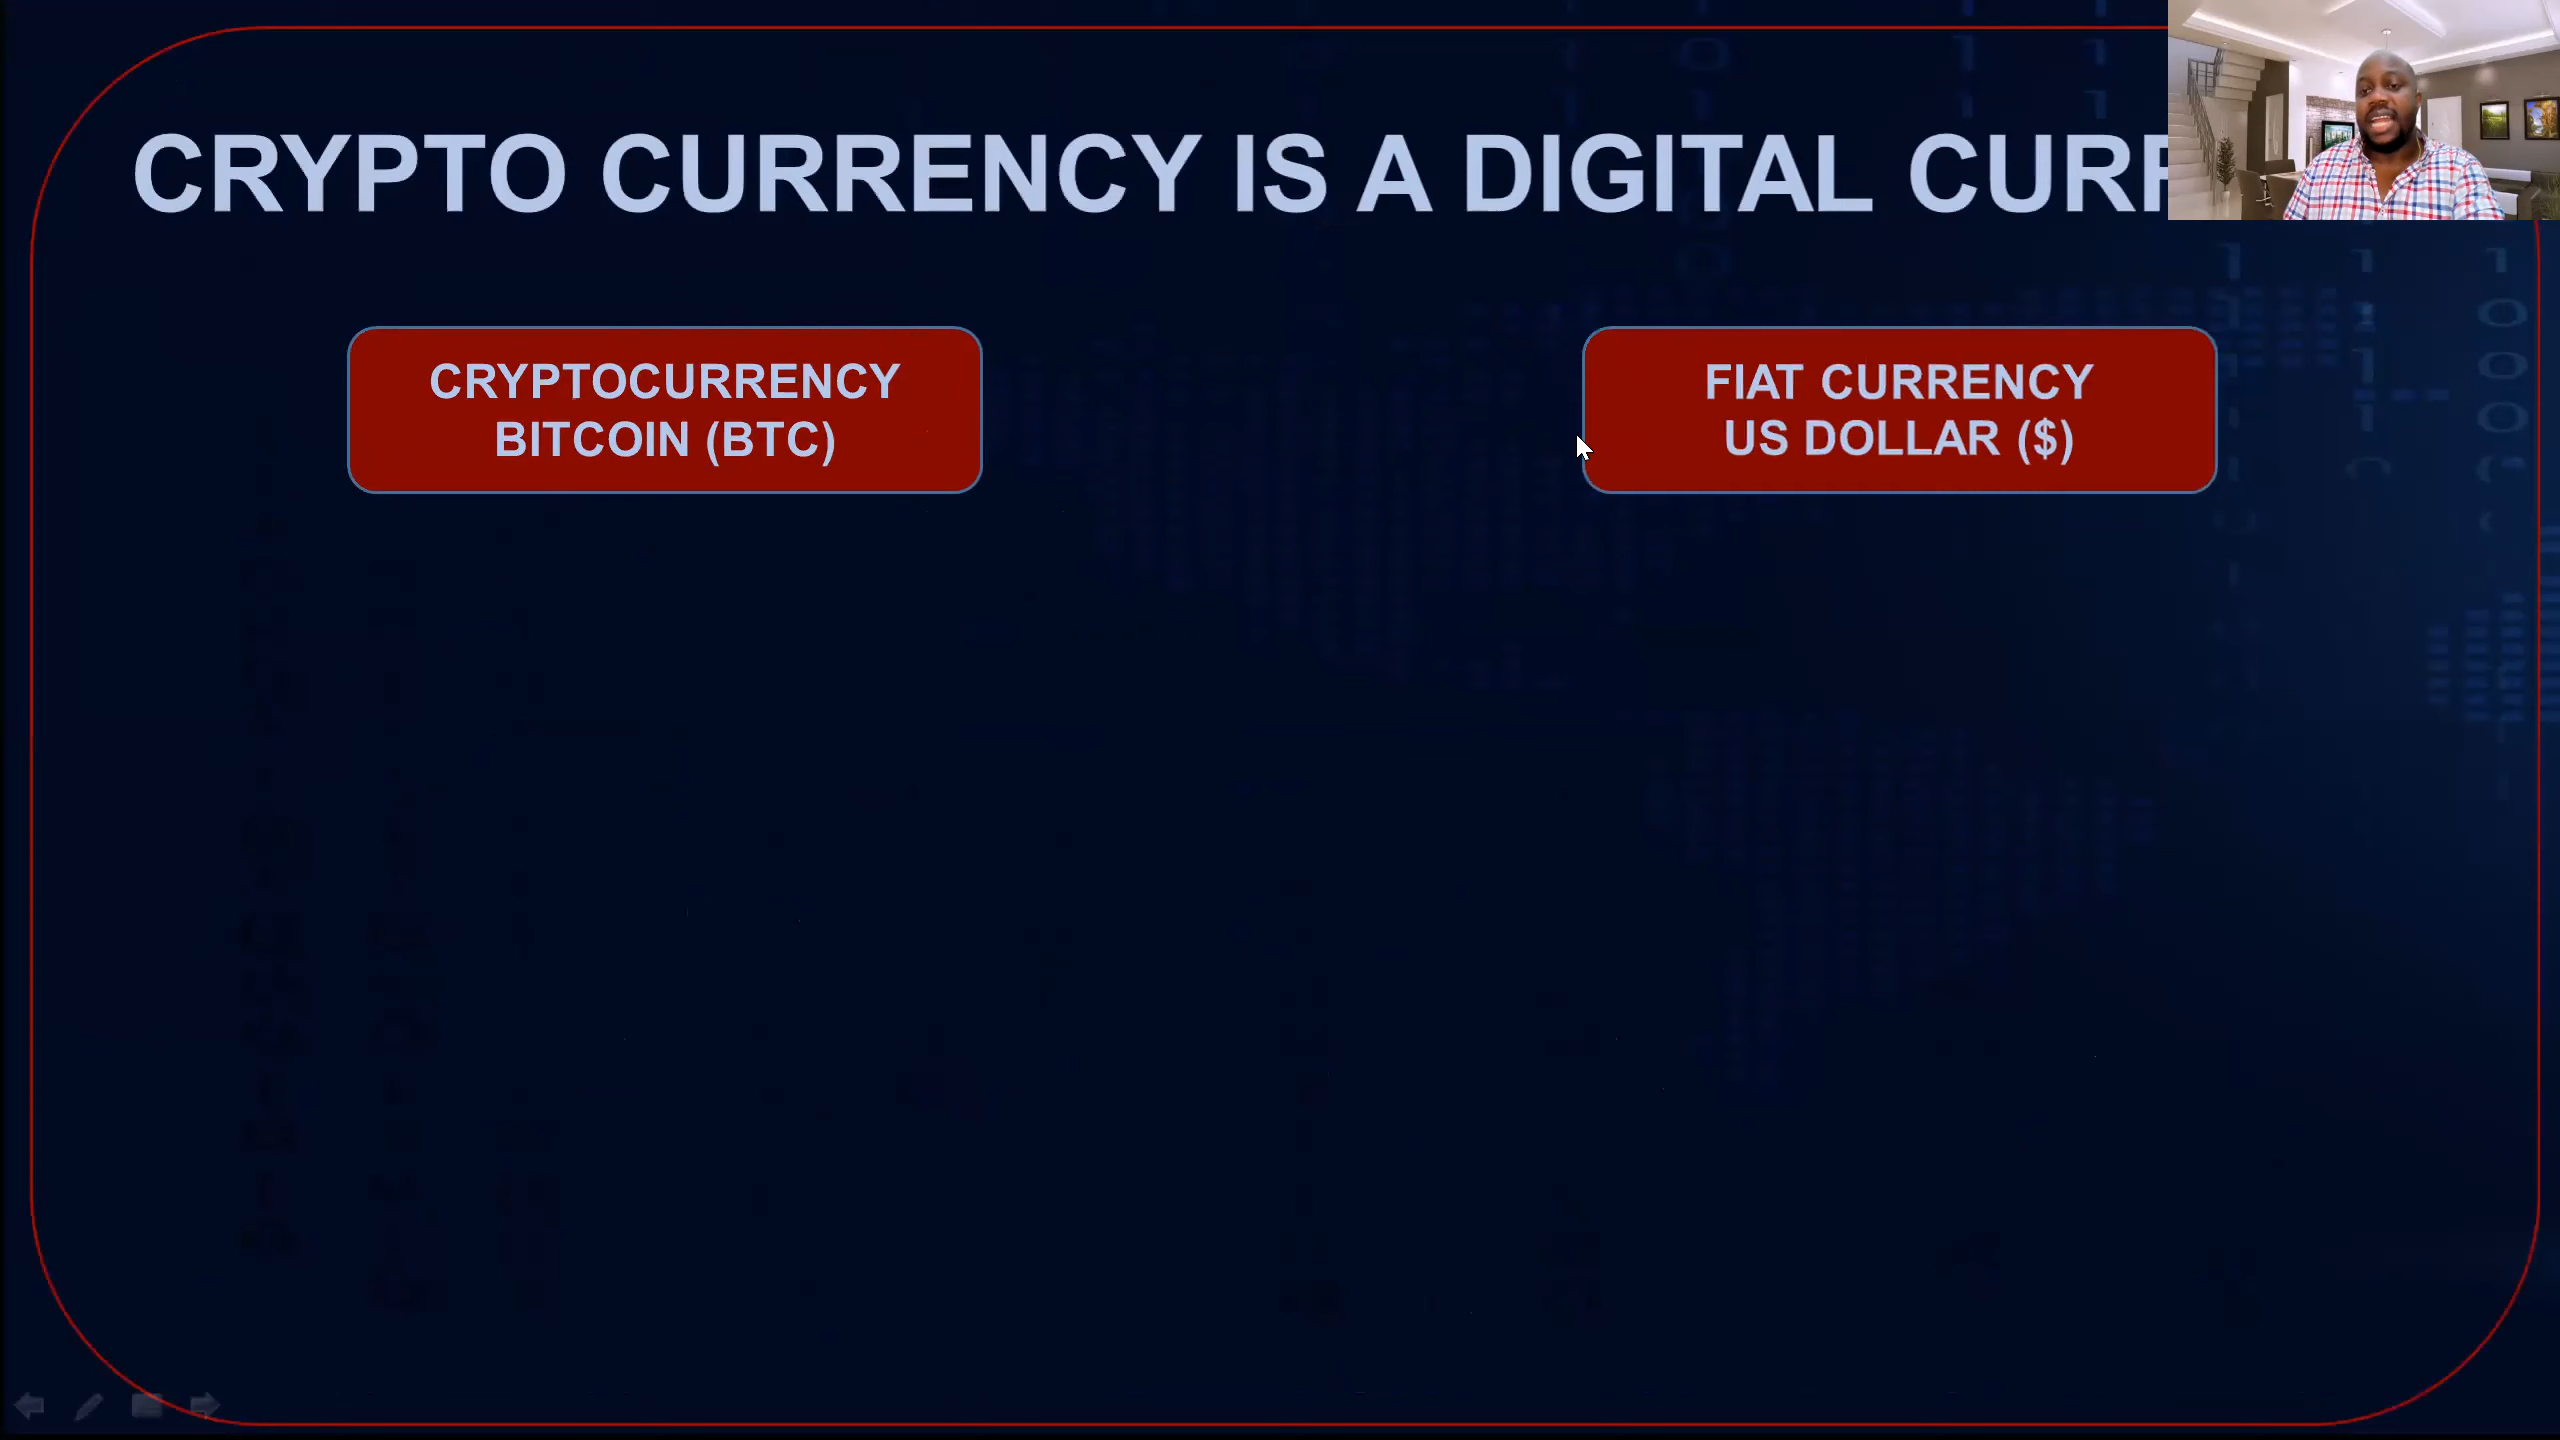 CRYPTO CURRENCY IS A DIGITAL CURR
CRYPTOCURRENCY
BITCOIN (BTC)
FIAT CURRENCY
US DOLLAR ($)